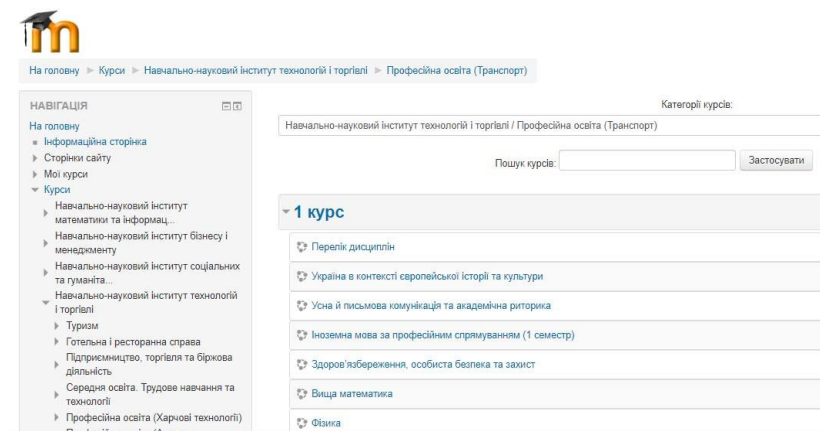 m
На головну ► Курси ► Навчально-науковий інститут технологій і торгівлі ► Професійна освіта (Транспорт)
НАВІГАЦІЯ
На головну
Інформаційна сторінка
Сторінки сайту
Мої курси
Курси
Навчально-науковий інститут
математики та інформац...
Навчально-науковий інститут бізнесу і
менеджменту
Навчально-науковий інститут соціальних
та гуманіта...
Навчально-науковий інститут технологій
і торгівлі
Туризм
Готельна і ресторанна справа
Підприємництво, торгівля та біржова
діяльність
Середня освіта. Трудове навчання та
технології
Професійна освіта (Харчові технології)
Категорії курсів:
Навчально-науковий інститут технологій і торгівлі / Професійна освіта (Транспорт)
Пошук курсів:
Застосувати
1 курс
Перелік дисциплін
Україна в контексті європейської історії та культури
Усна й письмова комунікація та академічна риторика
Іноземна мова за професійним спрямуванням (1 семестр)
Здоров'язбереження, особиста безпека та захист
Вища математика
Фізика